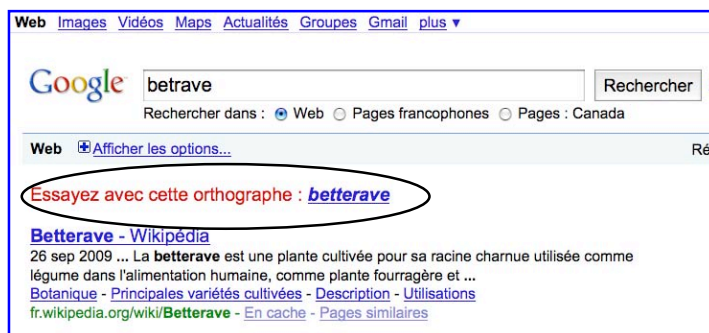 Web Images Vidéos Maps Actualités Groupes Gmail plus ▼
Google betrave Rechercher
Rechercher dans : Web Pages francophones Pages : Canada
Web Afficher les options... Ré
Essayez avec cette orthographe : betterave
Betterave - Wikipédia
26 sep 2009 ... La betterave est une plante cultivée pour sa racine charnue utilisée comme
légume dans l'alimentation humaine, comme plante fourragère et ...
Botanique - Principales variétés cultivées - Description - Utilisations
fr.wikipedia.org/wiki/Betterave - En cache - Pages similaires